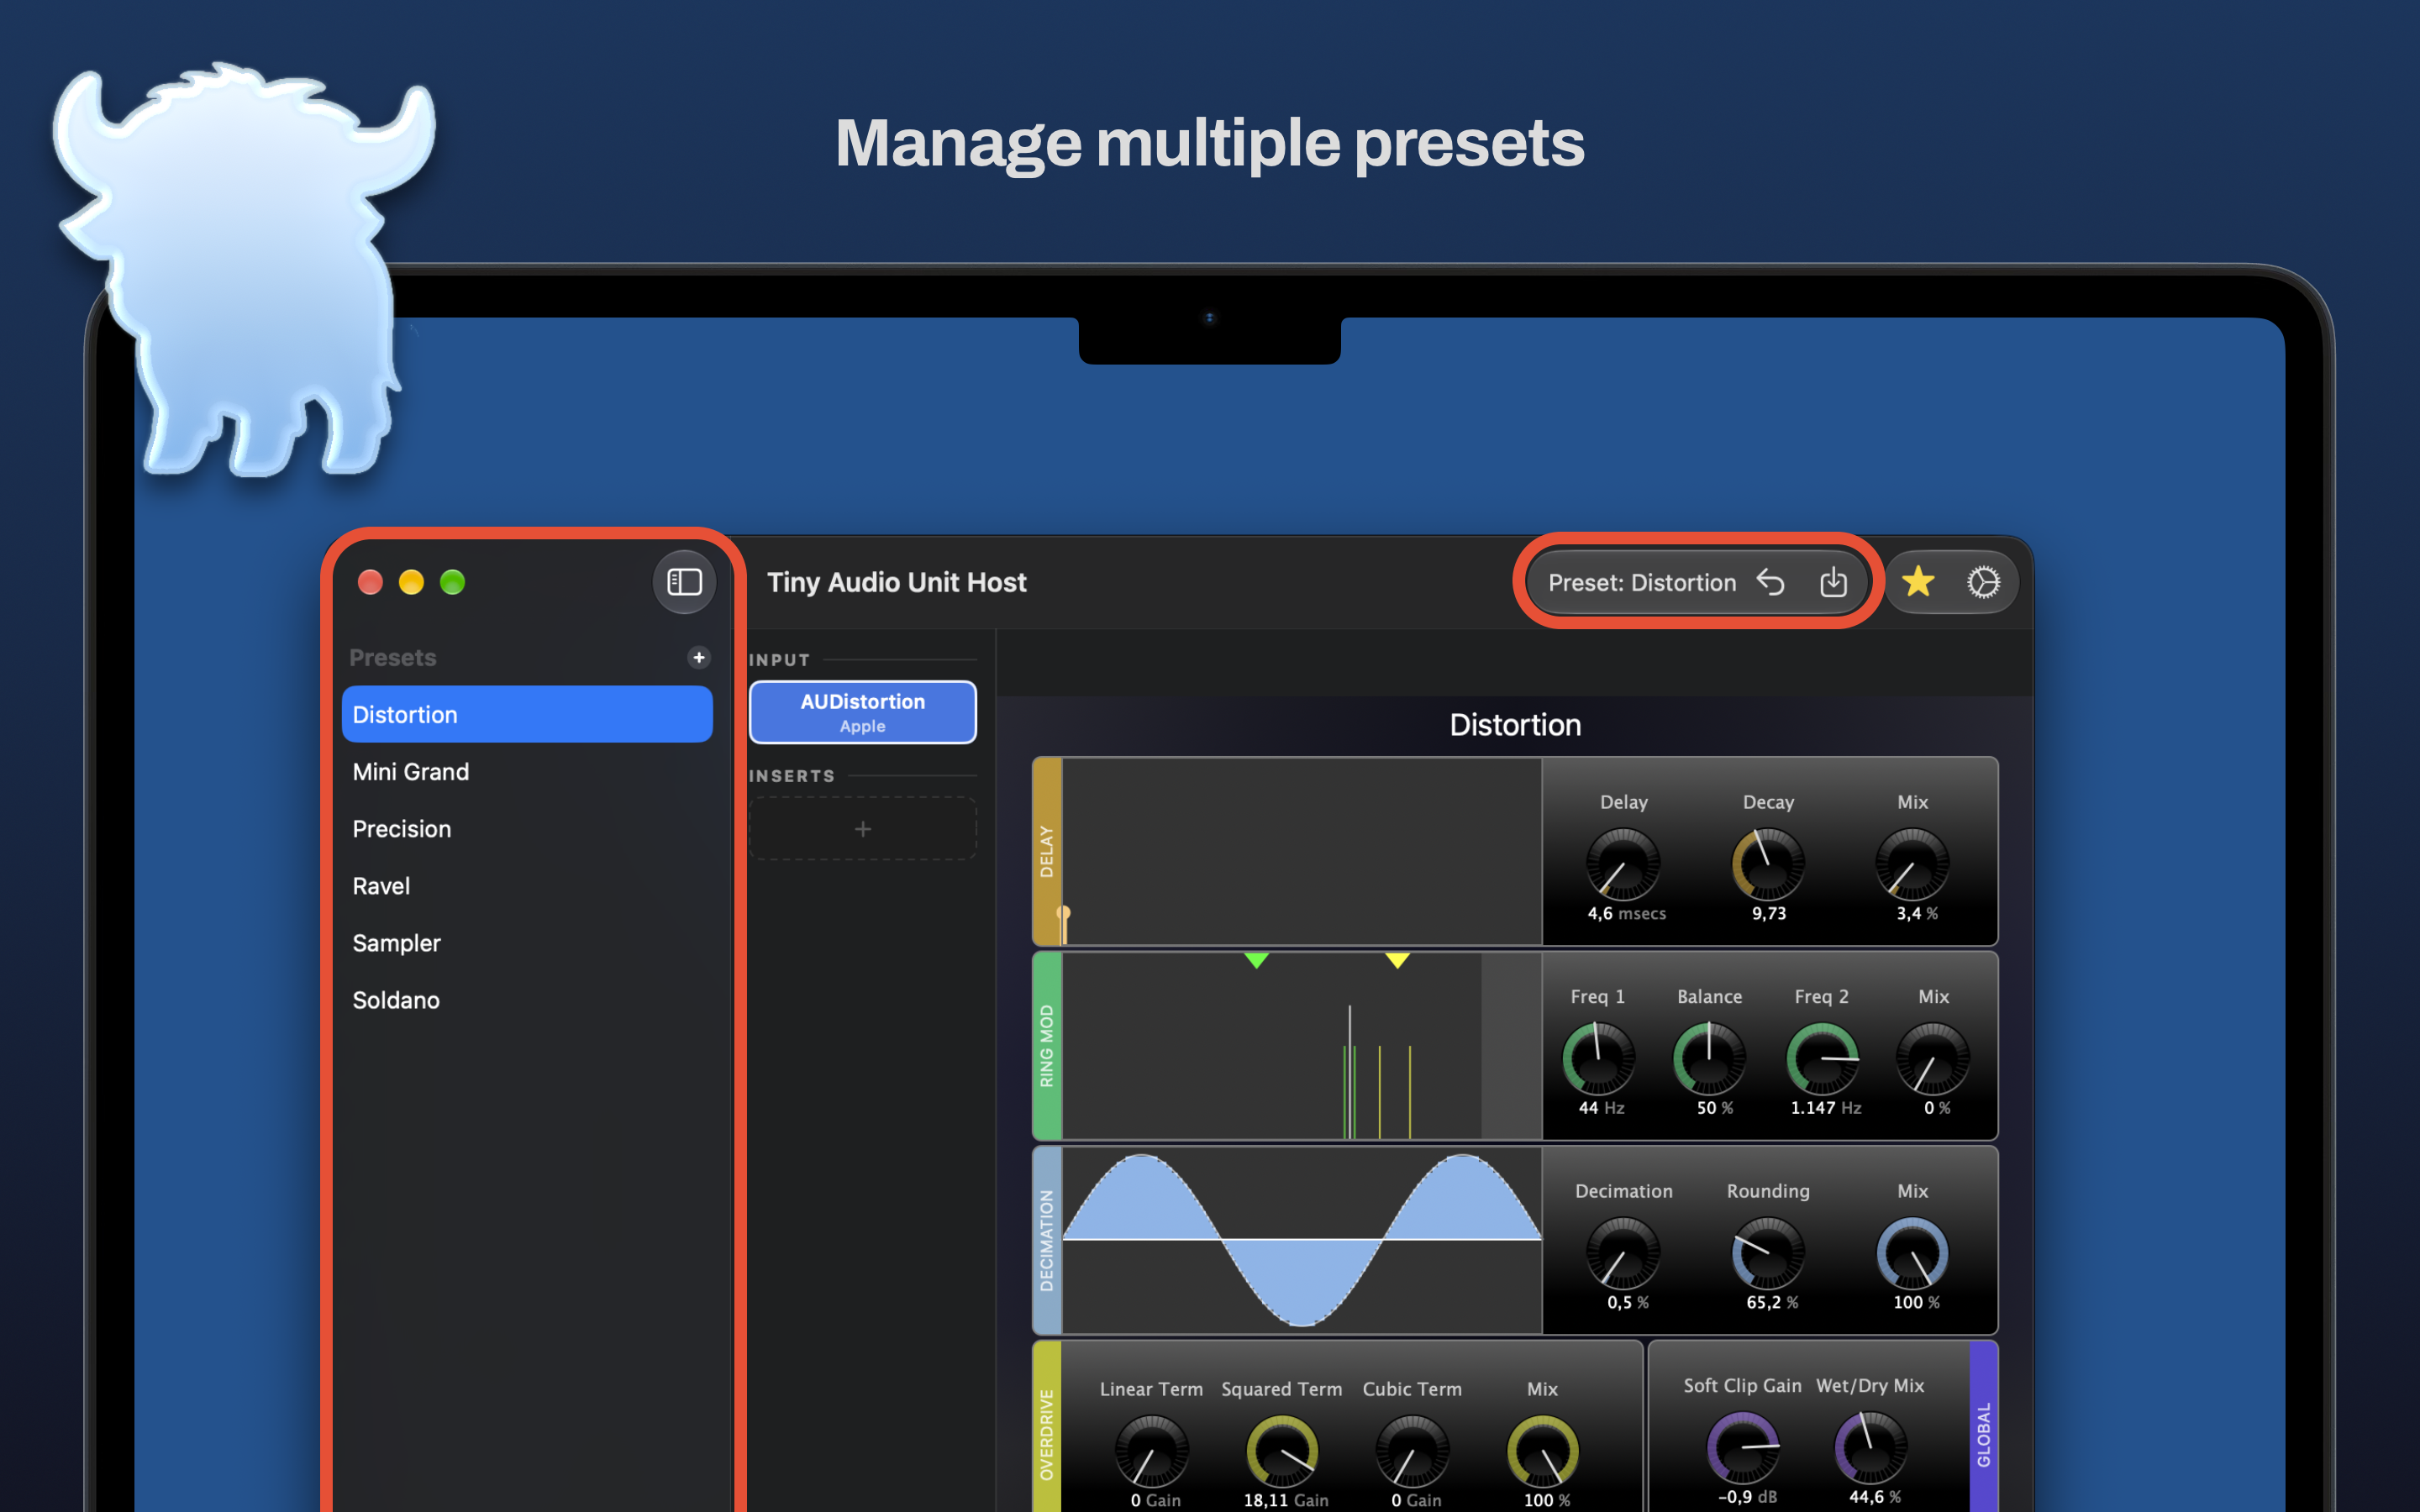 Manage multiple presets
Tiny Audio Unit Host
Preset: Distortion
Presets
Distortion
Mini Grand
Precision
Ravel
Sampler
Soldano
INPUT
AUDistortion
Apple
INSERTS
Distortion
DELAY
Delay Decay Mix
4,6 msecs 9,73 3,4 %
RING MOD
Freq 1 Balance Freq 2 Mix
44 Hz 50 % 1.147 Hz 0 %
DECIMATION
Decimation Rounding Mix
0,5 % 65,2 % 100 %
OVERDRIVE
Linear Term Squared Term Cubic Term Mix
0 Gain 18,11 Gain 0 Gain 100 %
Soft Clip Gain Wet/Dry Mix
-0,9 dB 44,6 %
GLOBAL